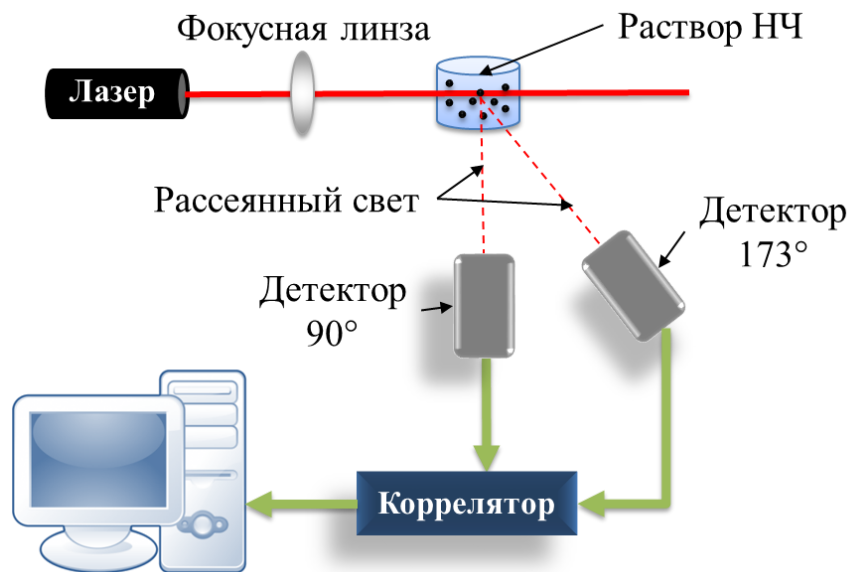 Фокусная линза
Раствор НЧ
Лазер
Рассеянный свет
Детектор
173°
Детектор
90°
Коррелятор